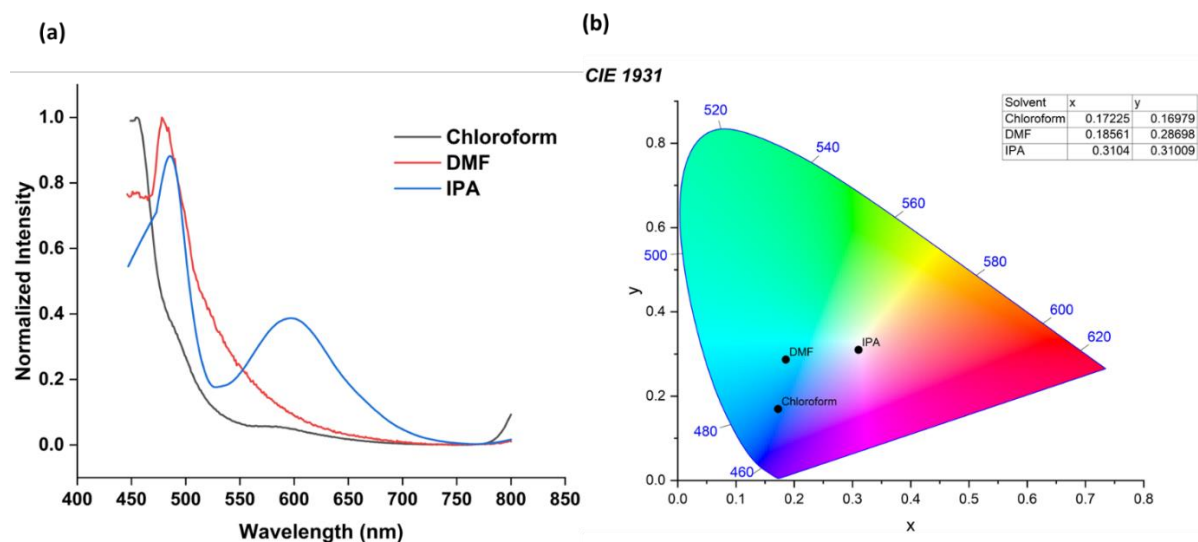 (a)
Normalized Intensity
1.0
0.8
0.6
0.4
0.2
0.0
Chloroform
DMF
IPA
400 450 500 550 600 650 700 750 800 850
Wavelength (nm)
(b)
CIE 1931
Solvent x y
Chloroform 0.17225 0.16979
DMF 0.18561 0.28698
IPA 0.3104 0.31009
y
0.8
0.6
0.4
0.2
0.0
520
540
560
500
580
600
620
DMF
IPA
Chloroform
480
460
0.0 0.1 0.2 0.3 0.4 0.5 0.6 0.7 0.8
x